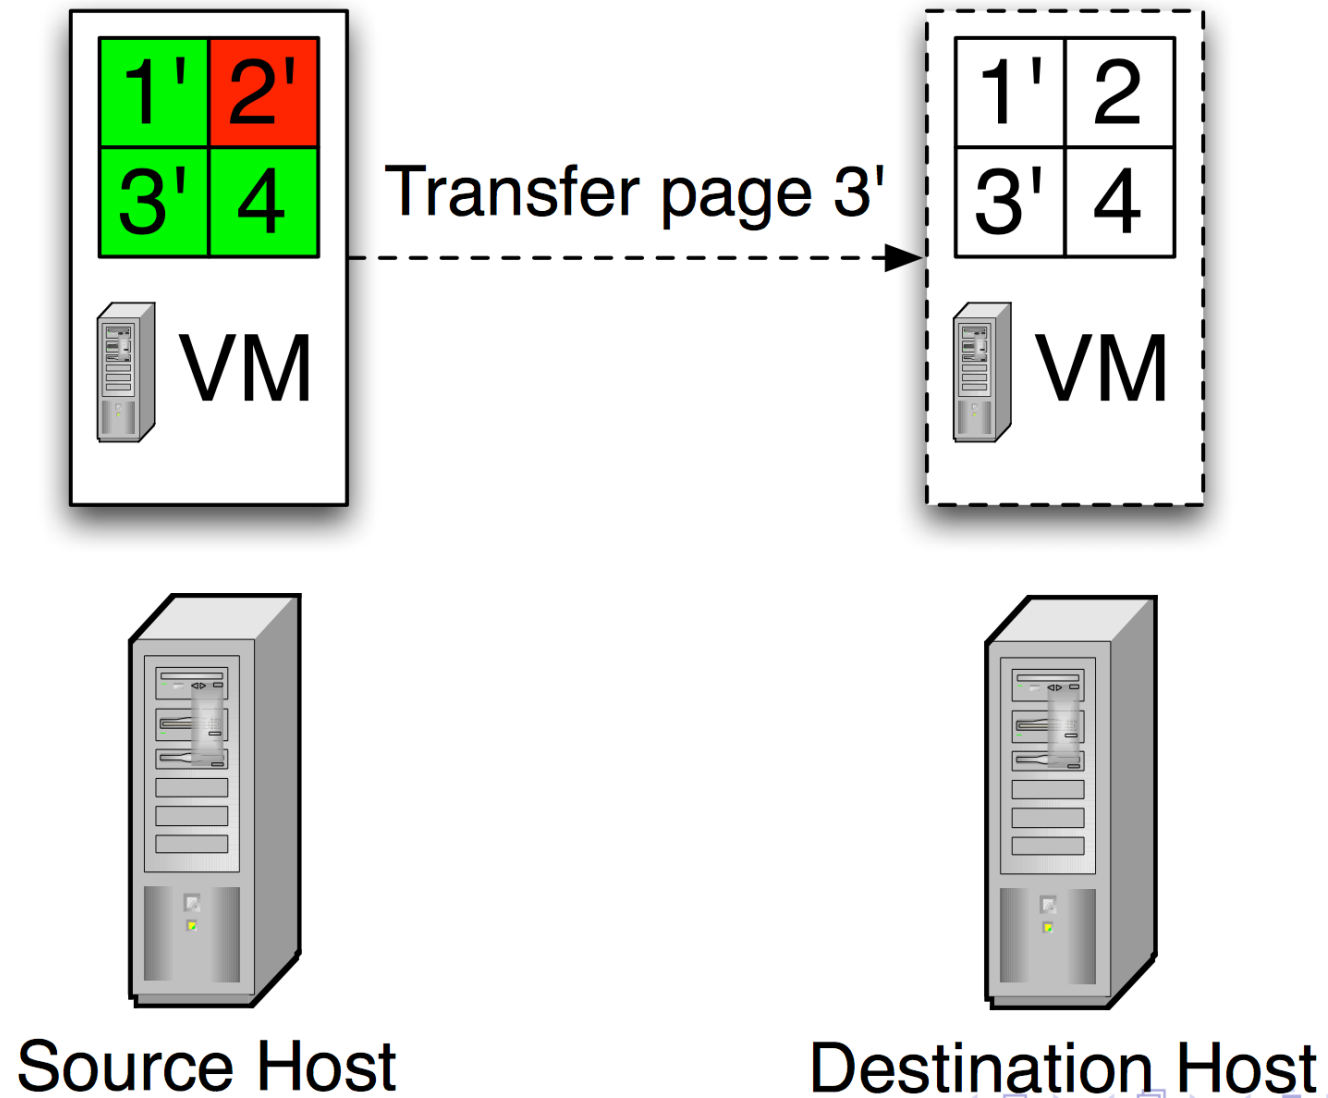 1' 2'
3' 4
Transfer page 3'
1' 2
3' 4
VM
VM
Source Host
Destination Host